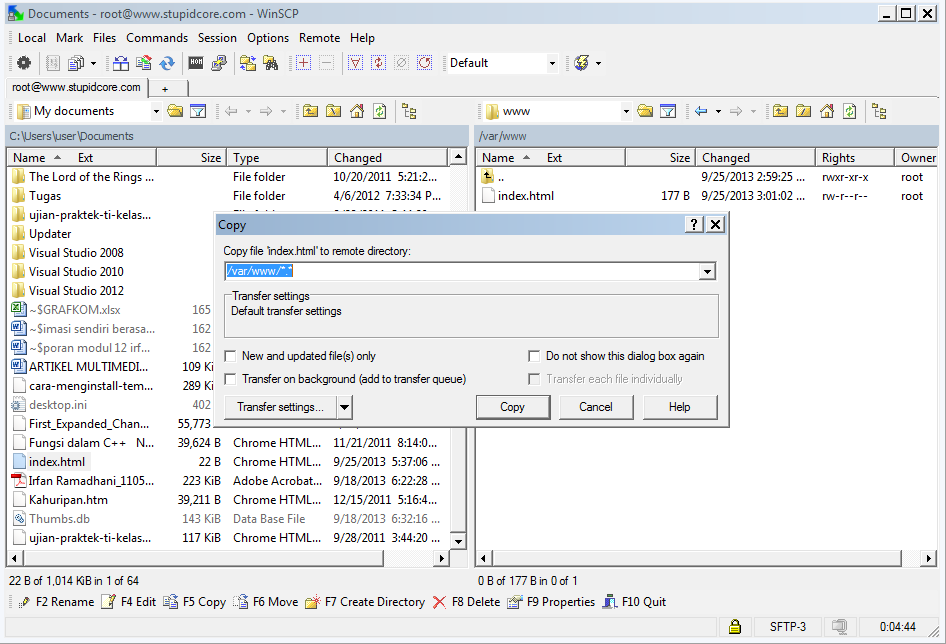 Documents - root@www.stupidcore.com - WinSCP
Local Mark Files Commands Session Options Remote Help
Default
root@www.stupidcore.com +
My documents
www
C:\Users\user\Documents
/var/www
Name Ext Size Type Changed
Name Ext Size Changed Rights Owner
The Lord of the Rings ... File folder 10/20/2011 5:21:2...
.. 9/25/2013 2:59:25 ... rwxr-xr-x root
Tugas File folder 4/6/2012 7:33:34 P...
index.html 177 B 9/25/2013 3:01:02 ... rw-r--r-- root
ujian-praktek-ti-kelas...
Updater
Visual Studio 2008
Visual Studio 2010
Visual Studio 2012
~$GRAFKOM.xlsx 165
~$imasi sendiri berasa... 162
~$poran modul 12 irf... 162
ARTIKEL MULTIMEDI... 109 Ki
cara-menginstall-tem... 289 Ki
desktop.ini 402
First_Expanded_Chan... 55,773
Fungsi dalam C++ N... 39,624 B Chrome HTML... 11/21/2011 8:14:0...
index.html 22 B Chrome HTML... 9/25/2013 5:37:06 ...
Irfan Ramadhani_1105... 223 KiB Adobe Acrobat... 9/18/2013 6:22:28 ...
Kahuripan.htm 39,211 B Chrome HTML... 12/15/2011 5:16:4...
Thumbs.db 143 KiB Data Base File 9/18/2013 6:32:16 ...
ujian-praktek-ti-kelas... 117 KiB Chrome HTML... 9/28/2011 3:44:20 ...
Copy
Copy file 'index.html' to remote directory:
/var/www/*.*
Transfer settings
Default transfer settings
New and updated file(s) only
Do not show this dialog box again
Transfer on background (add to transfer queue)
Transfer each file individually
Transfer settings... Copy Cancel Help
22 B of 1,014 KiB in 1 of 64
0 B of 177 B in 0 of 1
F2 Rename F4 Edit F5 Copy F6 Move F7 Create Directory F8 Delete F9 Properties F10 Quit
SFTP-3 0:04:44